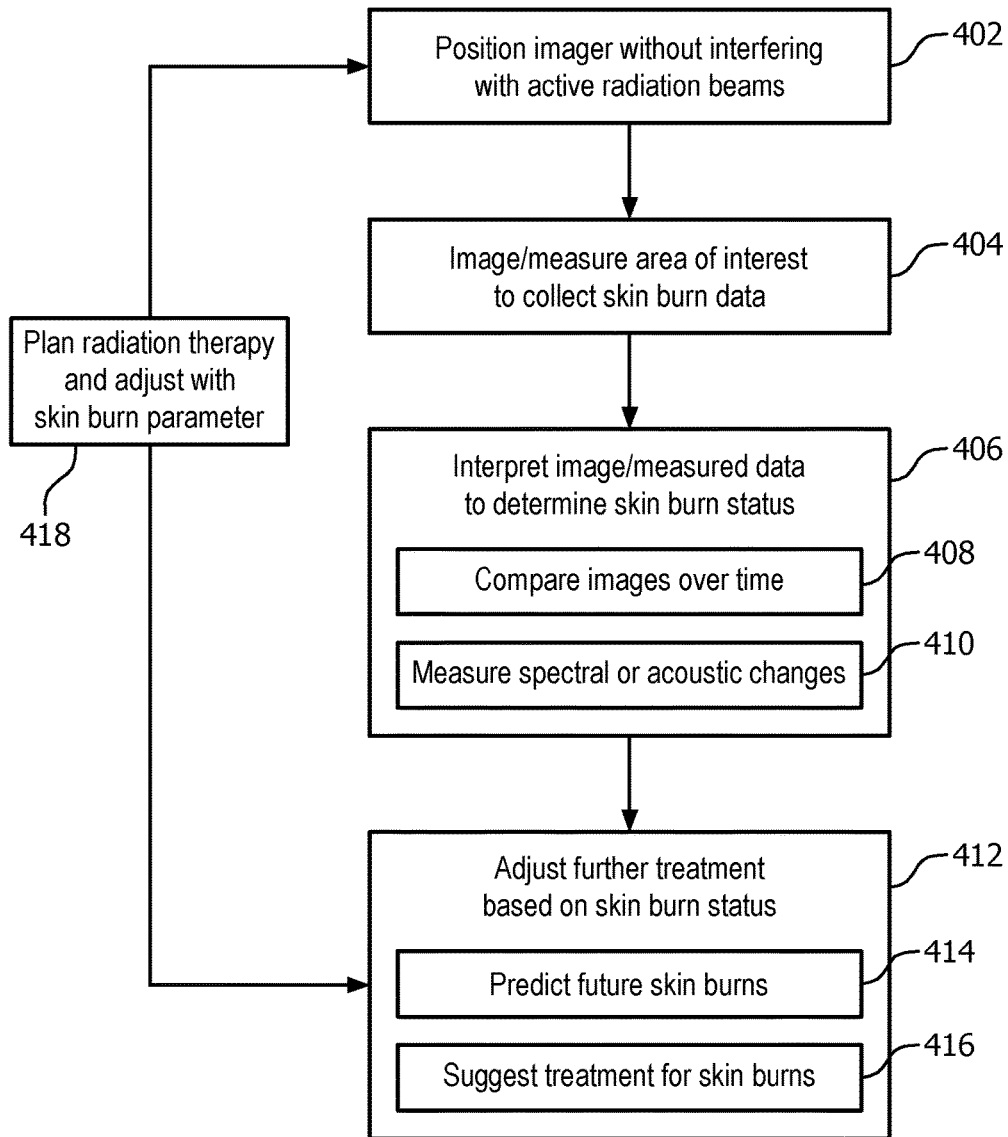 Position imager without interfering
with active radiation beams
402
Image/measure area of interest
to collect skin burn data
404
Plan radiation therapy
and adjust with
skin burn parameter
418
Interpret image/measured data
to determine skin burn status
406
Compare images over time
408
Measure spectral or acoustic changes
410
Adjust further treatment
based on skin burn status
412
Predict future skin burns
414
Suggest treatment for skin burns
416